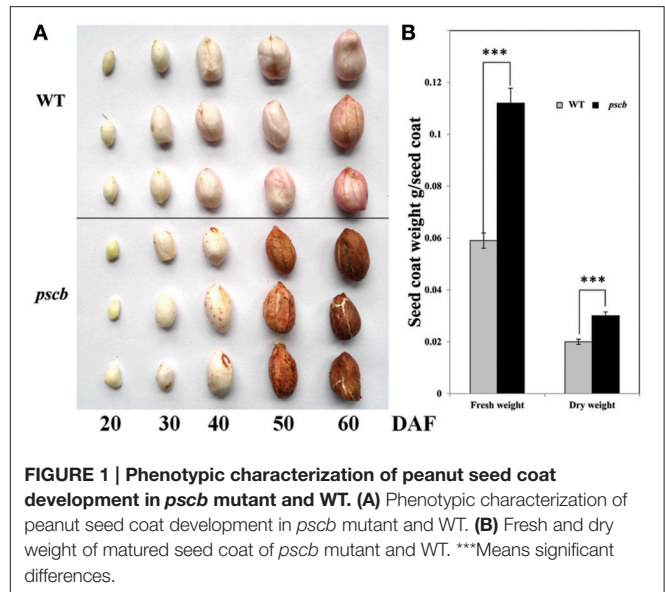 A
WT
pscb
20 30 40 50 60 DAF
B
***
WT pscb
***
Seed coat weight g/seed coat
0.12
0.1
0.08
0.06
0.04
0.02
0
Fresh weight Dry weight
FIGURE 1 | Phenotypic characterization of peanut seed coat
development in pscb mutant and WT. (A) Phenotypic characterization of
peanut seed coat development in pscb mutant and WT. (B) Fresh and dry
weight of matured seed coat of pscb mutant and WT. ***Means significant
differences.